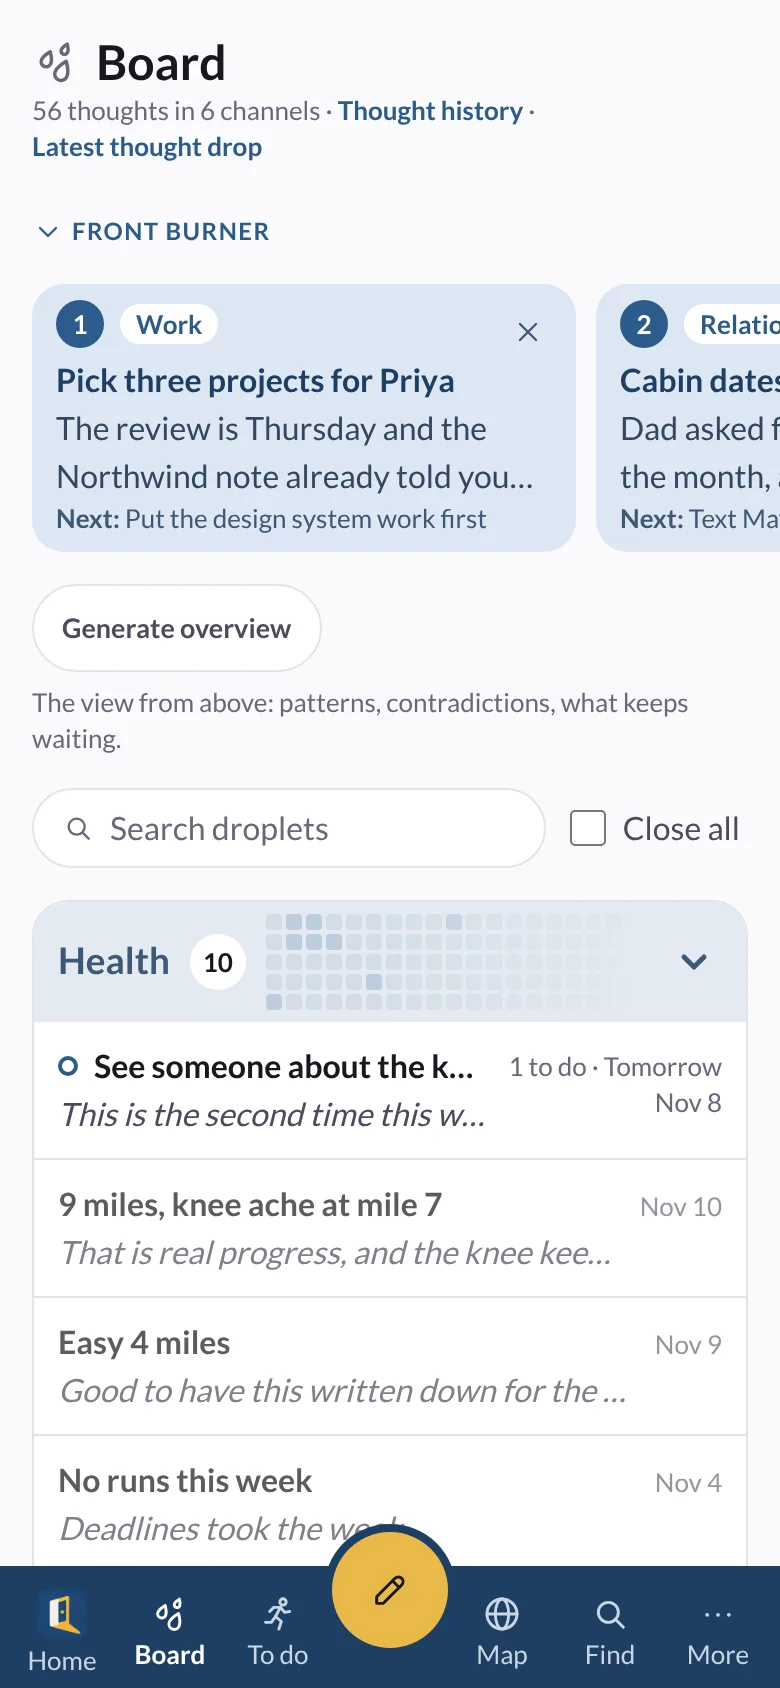 Board
56 thoughts in 6 channels · Thought history ·
Latest thought drop
FRONT BURNER
1 Work
Pick three projects for Priya
The review is Thursday and the
Northwind note already told you...
Next: Put the design system work first
2 Relatio
Cabin dates
Dad asked f
the month,
Next: Text Ma
Generate overview
The view from above: patterns, contradictions, what keeps
waiting.
Search droplets
Close all
Health 10
See someone about the k... 1 to do · Tomorrow
This is the second time this w... Nov 8
9 miles, knee ache at mile 7 Nov 10
That is real progress, and the knee kee...
Easy 4 miles Nov 9
Good to have this written down for the ...
No runs this week Nov 4
Deadlines took the week.
Home
Board
To do
Map
Find
More